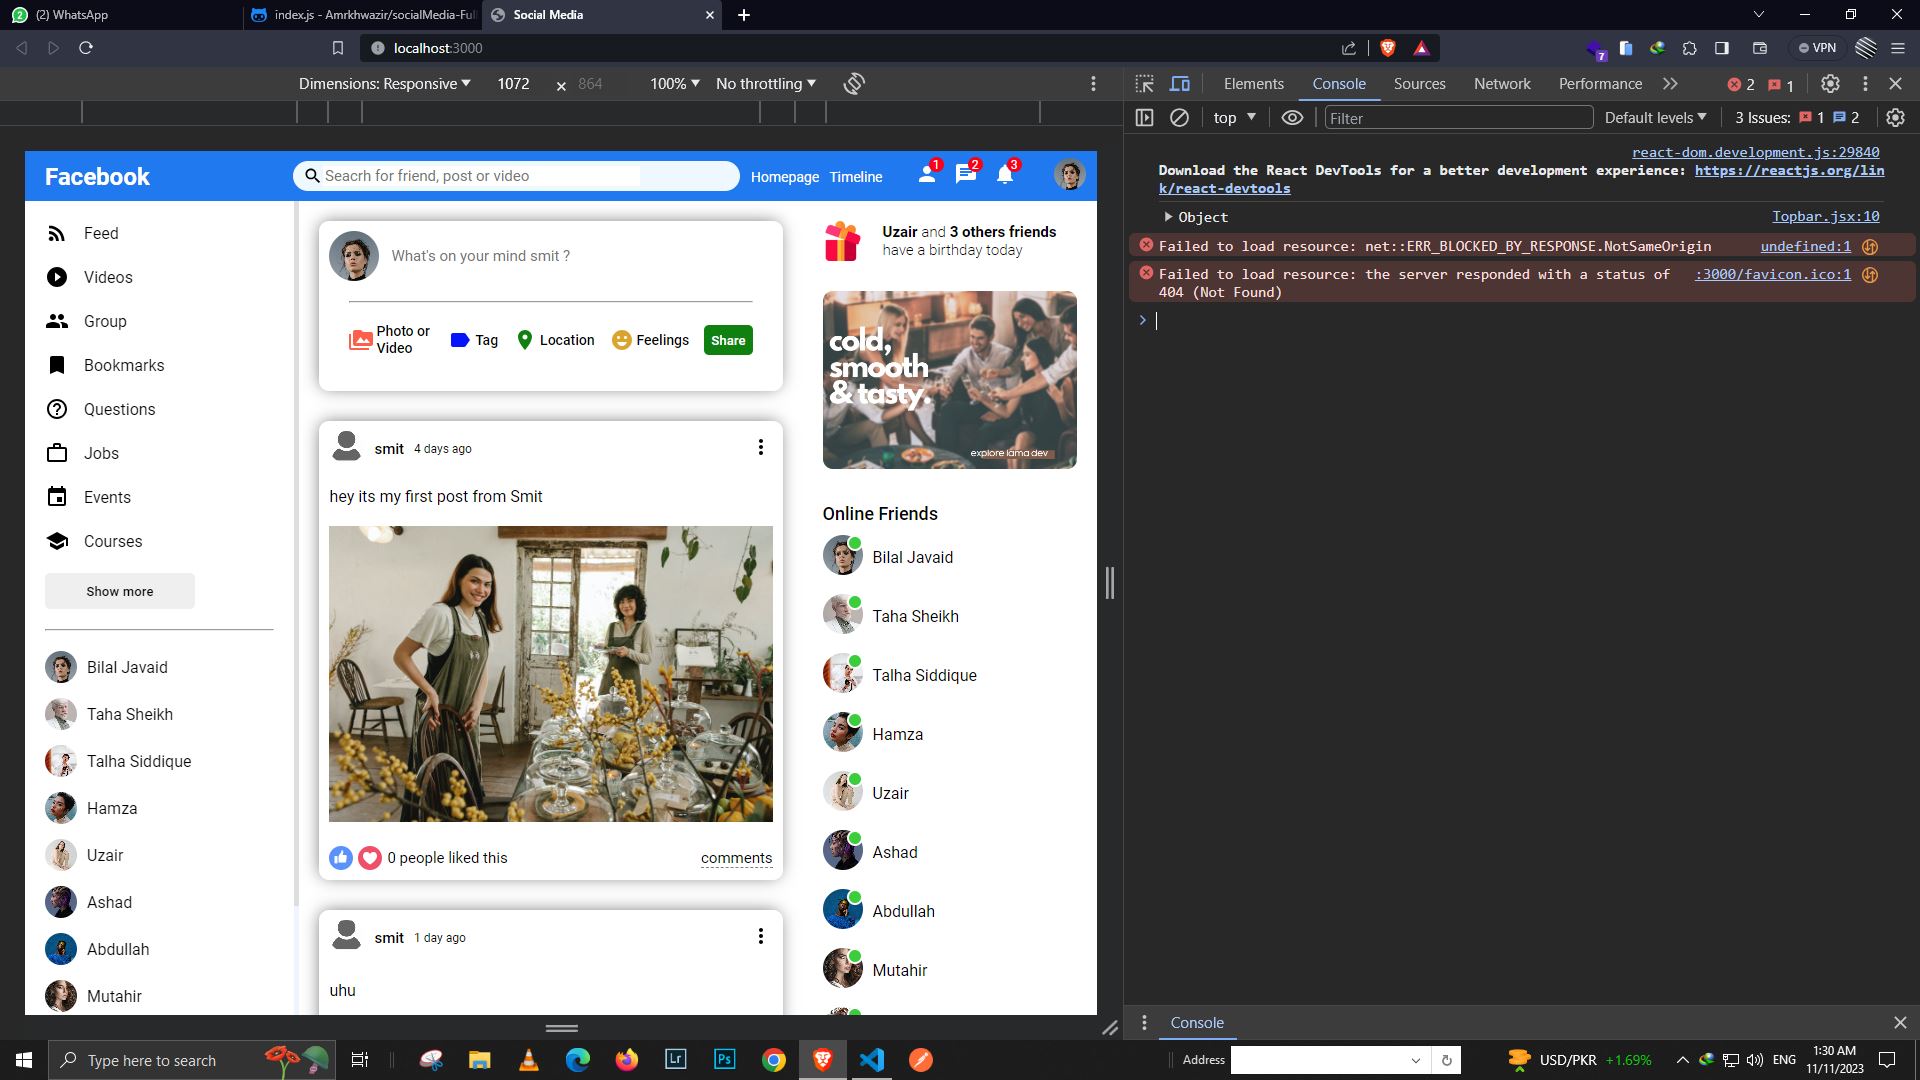 (2) WhatsApp
index.js - Amrkhwazir/socialMedia-Ful
Social Media
localhost:3000
7
VPN
Dimensions: Responsive
1072
864
100%
No throttling
Elements
Console
Sources
Network
Performance
2
1
top
Filter
Default levels
3 Issues:
1
2
react-dom.development.js:29840
Download the React DevTools for a better development experience: https://reactjs.org/lin
k/react-devtools
Object
Topbar.jsx:10
Failed to load resource: net::ERR_BLOCKED_BY_RESPONSE.NotSameOrigin
undefined:1
Failed to load resource: the server responded with a status of
404 (Not Found)
:3000/favicon.ico:1
Facebook
Seacrh for friend, post or video
Homepage
Timeline
1
2
3
Feed
Videos
Group
Bookmarks
Questions
Jobs
Events
Courses
Show more
Bilal Javaid
Taha Sheikh
Talha Siddique
Hamza
Uzair
Ashad
Abdullah
Mutahir
What's on your mind smit ?
Photo or
Video
Tag
Location
Feelings
Share
smit
4 days ago
hey its my first post from Smit
0 people liked this
comments
smit
1 day ago
uhu
Uzair and 3 others friends
have a birthday today
cold,
smooth
& tasty.
explore lama dev
Online Friends
Bilal Javaid
Taha Sheikh
Talha Siddique
Hamza
Uzair
Ashad
Abdullah
Mutahir
Console
Type here to search
Lr
Ps
Address
USD/PKR +1.69%
ENG
1:30 AM
11/11/2023